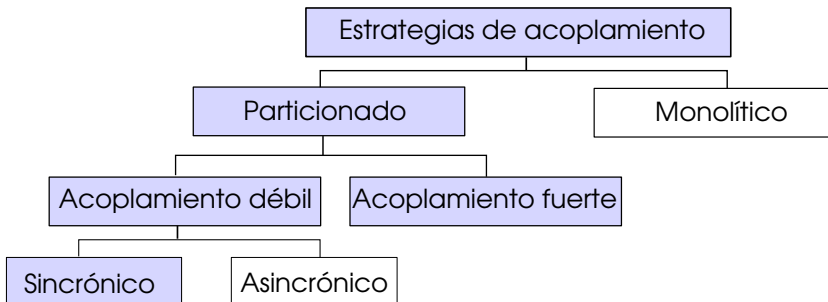 Estrategias de acoplamiento
Particionado
Monolítico
Acoplamiento débil
Acoplamiento fuerte
Sincrónico
Asincrónico